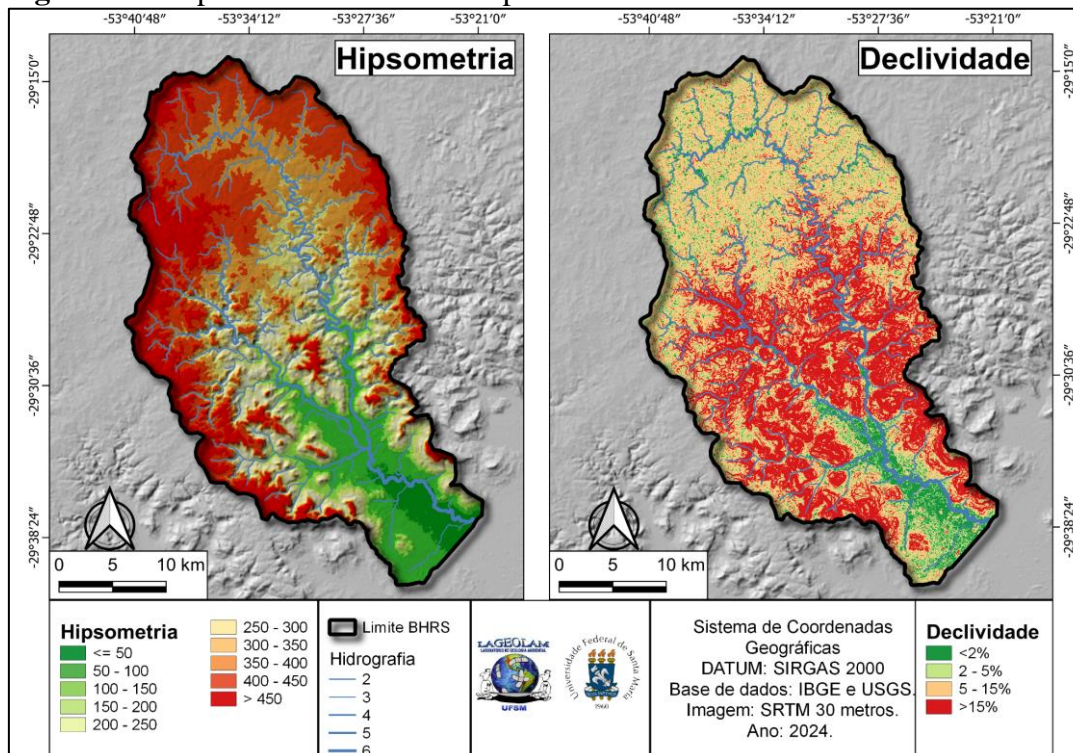 -53°40'48" -53°34'12" -53°27'36" -53°21'0"
-53°40'48" -53°34'12" -53°27'36" -53°21'0"
Hipsometria
Declividade
-29°15'0"
-29°22'48"
-29°30'36"
-29°38'24"
-29°15'0"
-29°22'48"
-29°30'36"
-29°38'24"
0 5 10 km
0 5 10 km
Hipsometria
<= 50
50 - 100
100 - 150
150 - 200
200 - 250
250 - 300
300 - 350
350 - 400
400 - 450
> 450
Limite BHRS
Hidrografia
2
3
4
5
6
LAGEOLAM
UFSM
Universidade Federal de Santa Maria
1960
Sistema de Coordenadas
Geográficas
DATUM: SIRGAS 2000
Base de dados: IBGE e USGS.
Imagem: SRTM 30 metros.
Ano: 2024.
Declividade
<2%
2 - 5%
5 - 15%
>15%